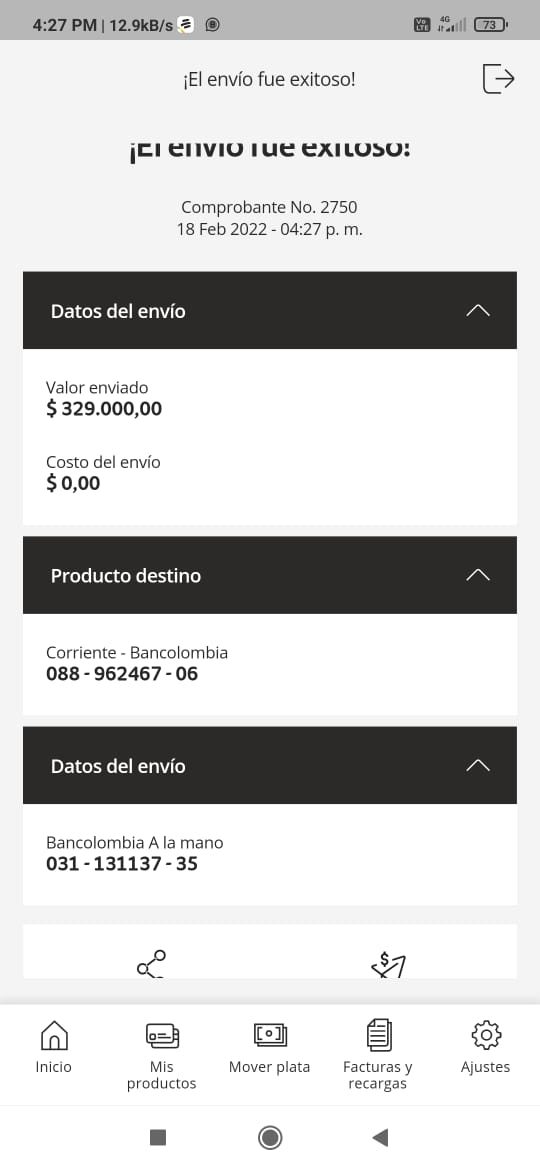 4:27 PM | 12.9kB/s
Vo LTE 4G 73
¡El envío fue exitoso!
¡El envío fue exitoso!
Comprobante No. 2750
18 Feb 2022 - 04:27 p. m.
Datos del envío
Valor enviado
$ 329.000,00
Costo del envío
$ 0,00
Producto destino
Corriente - Bancolombia
088 - 962467 - 06
Datos del envío
Bancolombia A la mano
031 - 131137 - 35
Inicio
Mis productos
Mover plata
Facturas y recargas
Ajustes